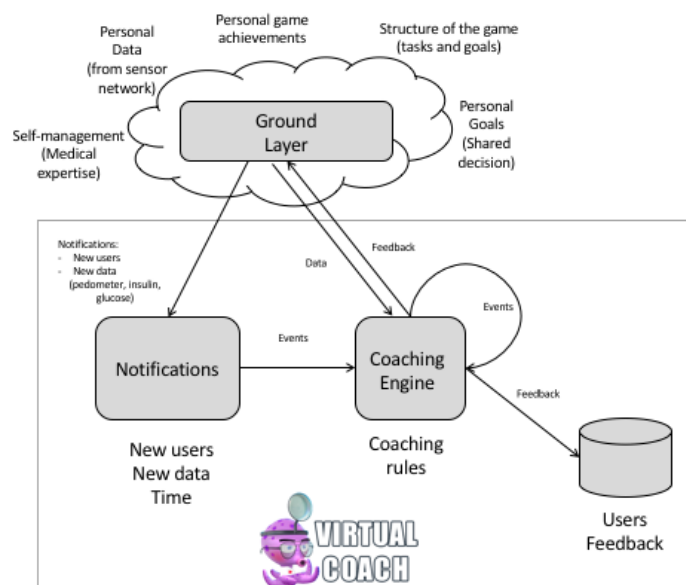 Personal game
achievements
Structure of the game
(tasks and goals)
Personal
Data
(from sensor
network)
Self-management
(Medical
expertise)
Ground
Layer
Personal
Goals
(Shared
decision)
Notifications:
- New users
- New data
(pedometer, insulin,
glucose)
Data
Feedback
Events
Notifications
Events
Coaching
Engine
Feedback
New users
New data
Time
Coaching
rules
Users
Feedback
VIRTUAL
COACH